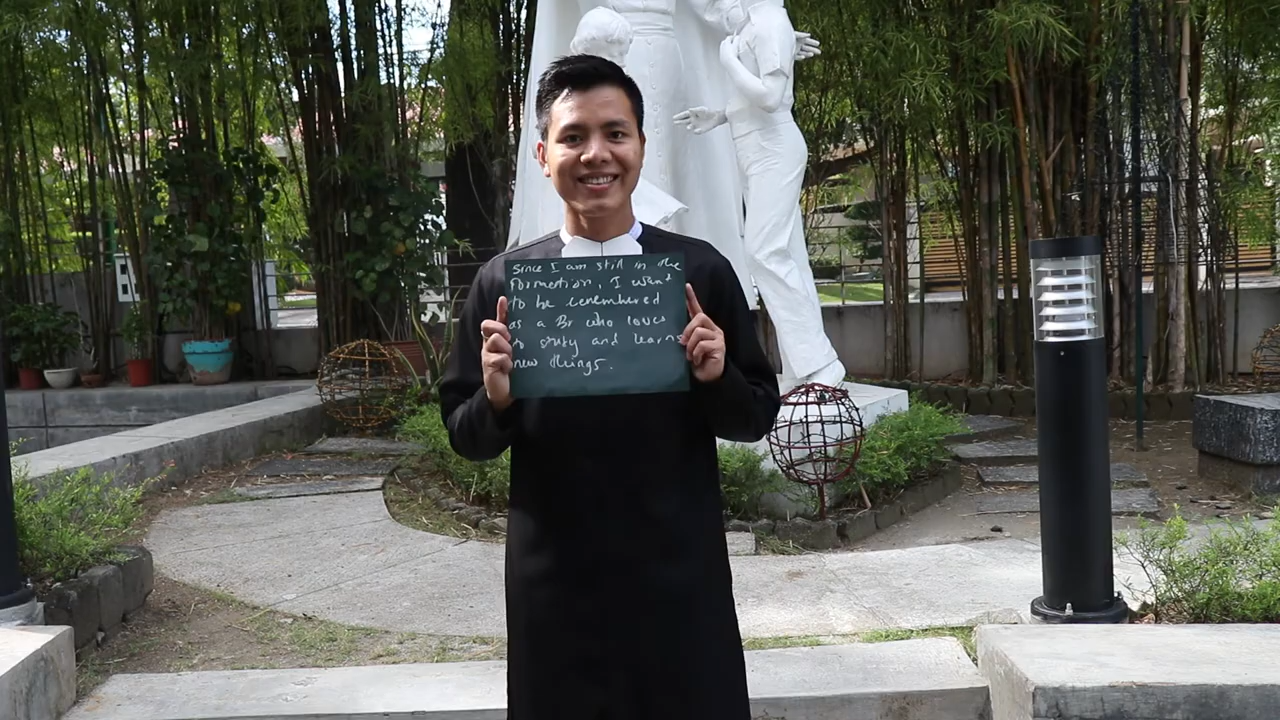 Since I am still in the
Formation, I want
to be remembered
as a Br who loves
to study and learn
new things.